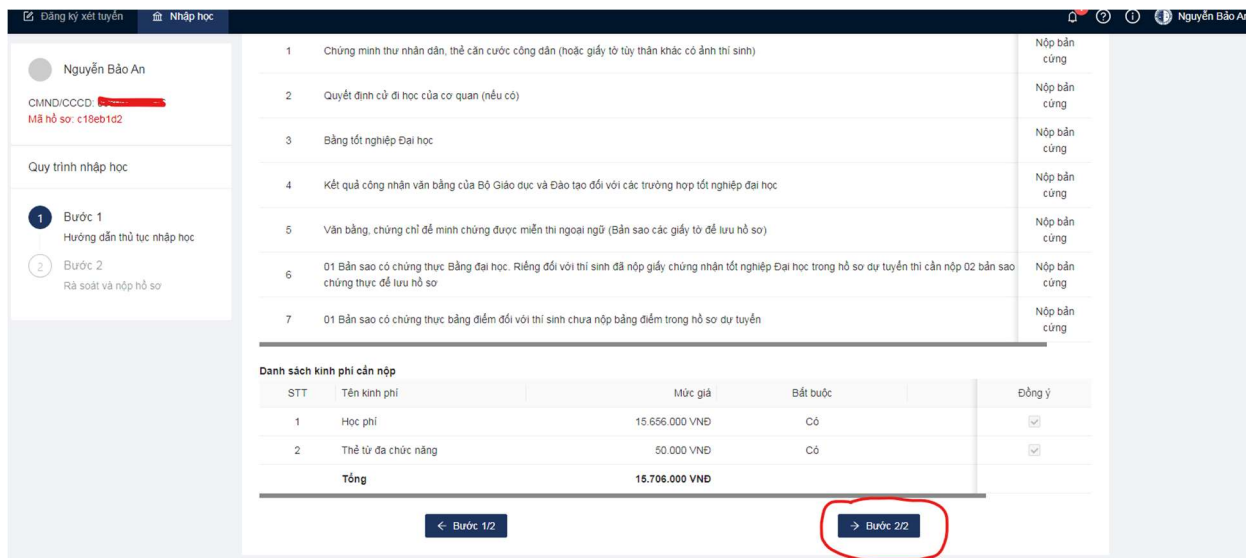 Đăng ký xét tuyển
Nhập học
Nguyễn Bảo An
Nguyễn Bảo An
CMND/CCCD:
Mã hồ sơ: c18eb1d2
Quy trình nhập học
1
Bước 1
Hướng dẫn thủ tục nhập học
2
Bước 2
Rà soát và nộp hồ sơ
1 Chứng minh thư nhân dân, thẻ căn cước công dân (hoặc giấy tờ tùy thân khác có ảnh thí sinh) Nộp bản
cứng
2 Quyết định cử đi học của cơ quan (nếu có) Nộp bản
cứng
3 Bằng tốt nghiệp Đại học Nộp bản
cứng
4 Kết quả công nhận văn bằng của Bộ Giáo dục và Đào tạo đối với các trường hợp tốt nghiệp đai học Nộp bản
cứng
5 Văn bằng, chứng chỉ để minh chứng được miễn thi ngoại ngữ (Bản sao các giấy tờ để lưu hồ sơ) Nộp bản
cứng
6 01 Bản sao có chứng thực Bằng đại học. Riêng đối với thí sinh đã nộp giấy chứng nhận tốt nghiệp Đại học trong hồ sơ dự tuyển thì cần nộp 02 bản sao Nộp bản
chứng thực để lưu hồ sơ cứng
7 01 Bản sao có chứng thực bảng điểm đối với thí sinh chưa nộp bảng điểm trong hồ sơ dự tuyển Nộp bản
cứng
Danh sách kinh phí cần nộp
STT Tên kinh phí Mức giá Bắt buộc Đồng ý
1 Học phí 15.656.000 VNĐ Có
2 Thẻ từ đa chức năng 50.000 VNĐ Có
Tổng 15.706.000 VNĐ
← Bước 1/2
→ Bước 2/2